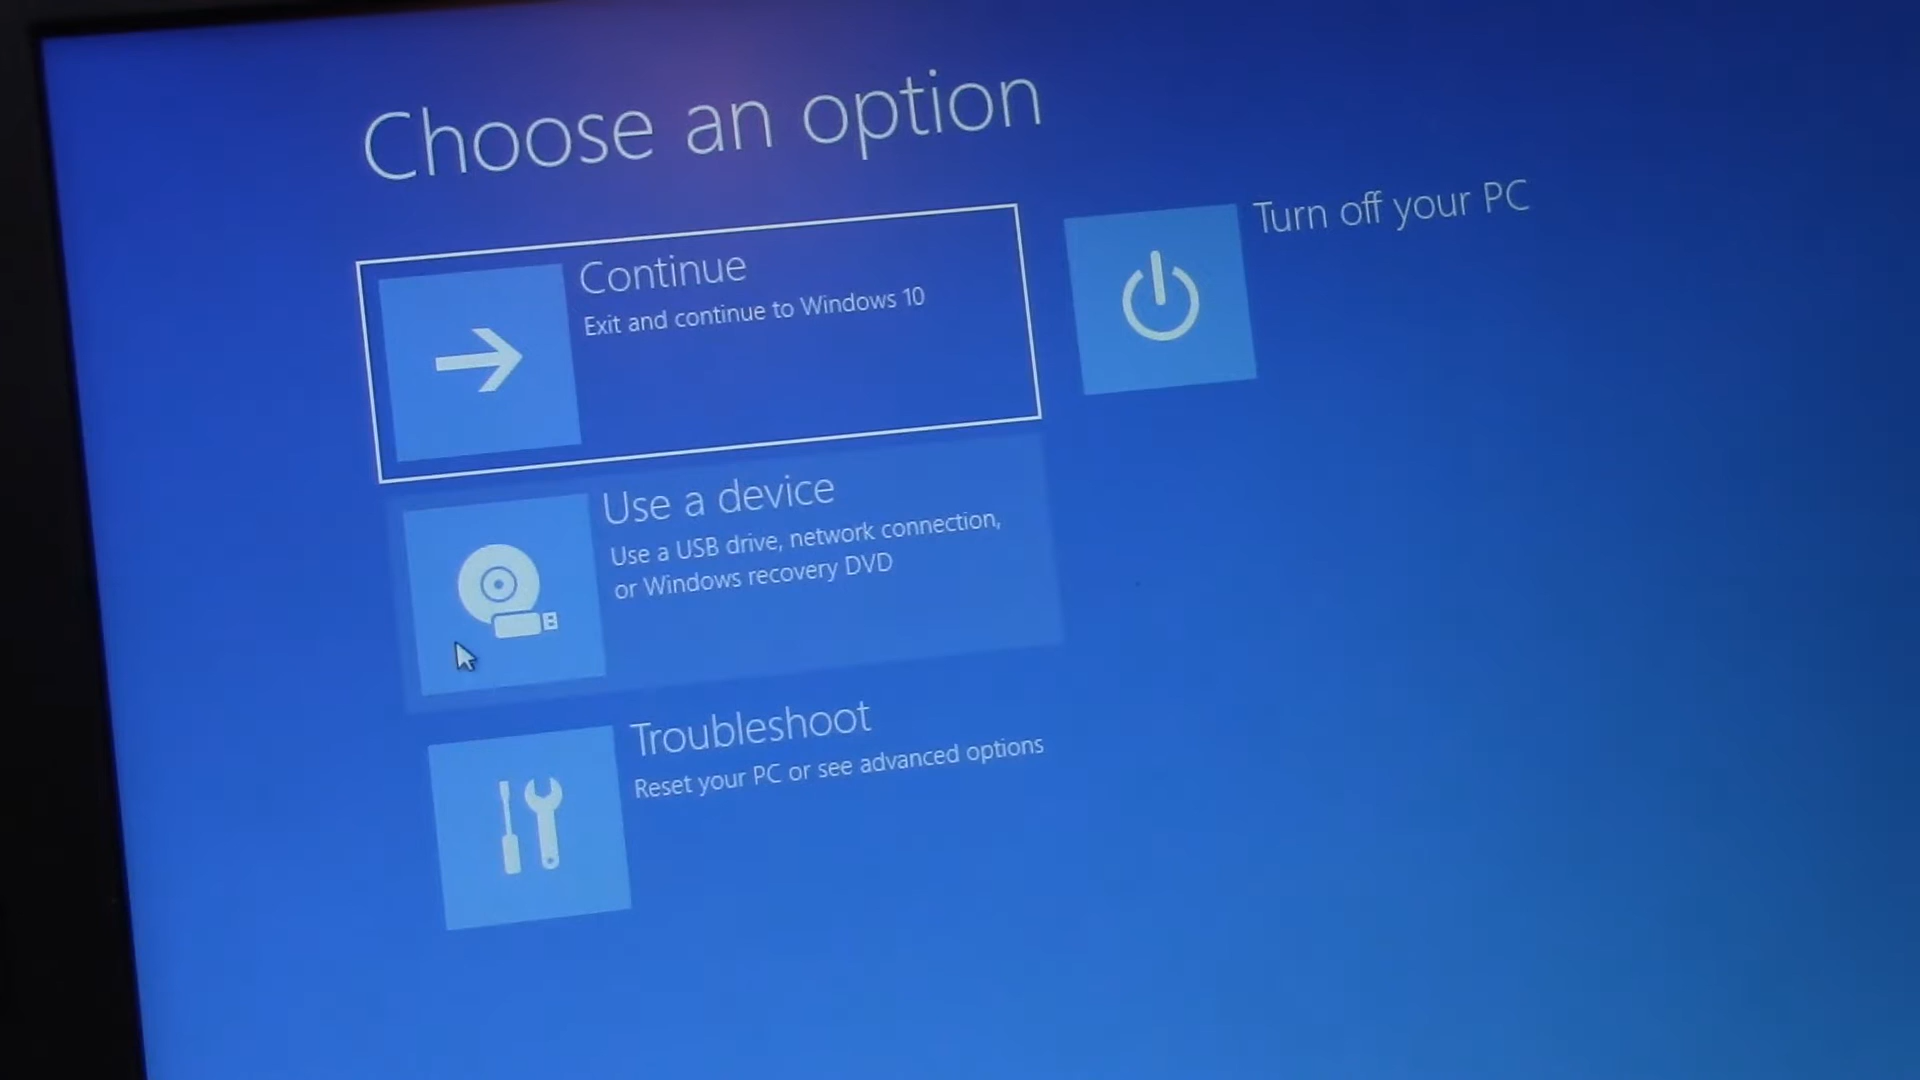 Choose an option
Continue
Exit and continue to Windows 10
Turn off your PC
Use a device
Use a USB drive, network connection,
or Windows recovery DVD
Troubleshoot
Reset your PC or see advanced options